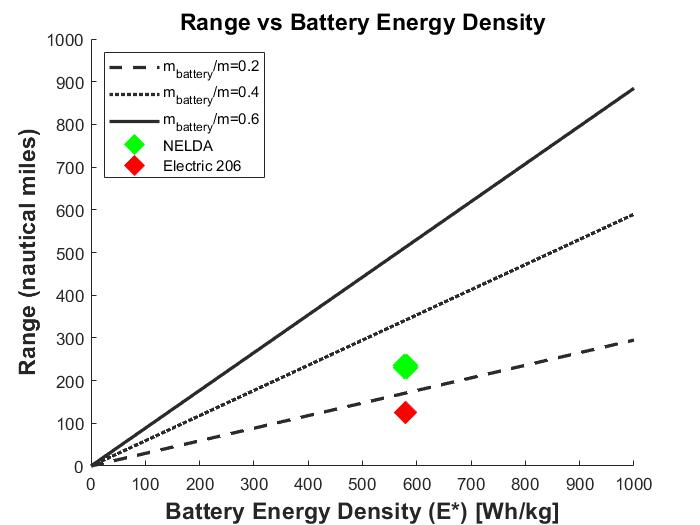 Range vs Battery Energy Density
1000
900
800
700
600
500
400
300
200
100
0
Range (nautical miles)
m_battery/m=0.2
m_battery/m=0.4
m_battery/m=0.6
NELDA
Electric 206
0 100 200 300 400 500 600 700 800 900 1000
Battery Energy Density (E*) [Wh/kg]